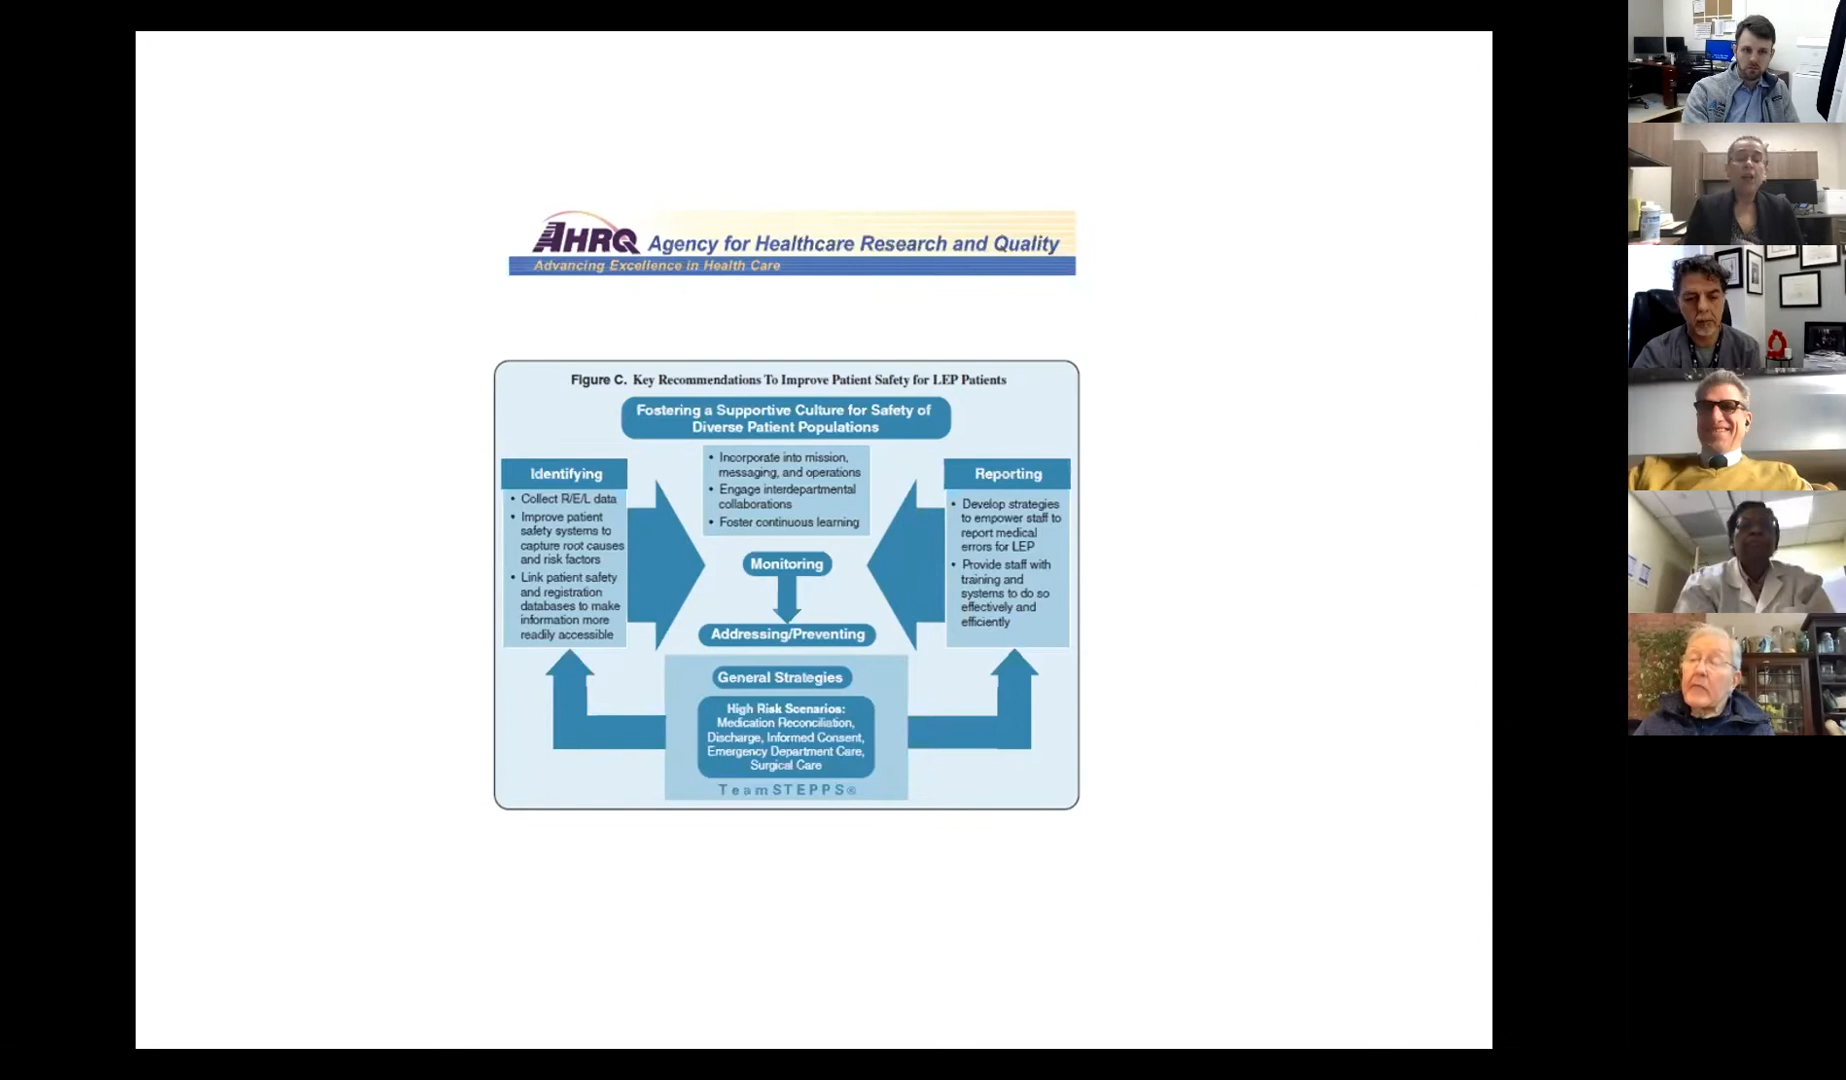 AHRQ Agency for Healthcare Research and Quality
Advancing Excellence in Health Care
Figure C. Key Recommendations To Improve Patient Safety for LEP Patients
Fostering a Supportive Culture for Safety of
Diverse Patient Populations
• Incorporate into mission,
messaging, and operations
• Engage interdepartmental
collaborations
• Foster continuous learning
Identifying
• Collect R/E/L data
• Improve patient
safety systems to
capture root causes
and risk factors
• Link patient safety
and registration
databases to make
information more
readily accessible
Reporting
• Develop strategies
to empower staff to
report medical
errors for LEP
• Provide staff with
training and
systems to do so
effectively and
efficiently
Monitoring
Addressing/Preventing
General Strategies
High Risk Scenarios:
Medication Reconciliation,
Discharge, Informed Consent,
Emergency Department Care,
Surgical Care
TeamSTEPPS®